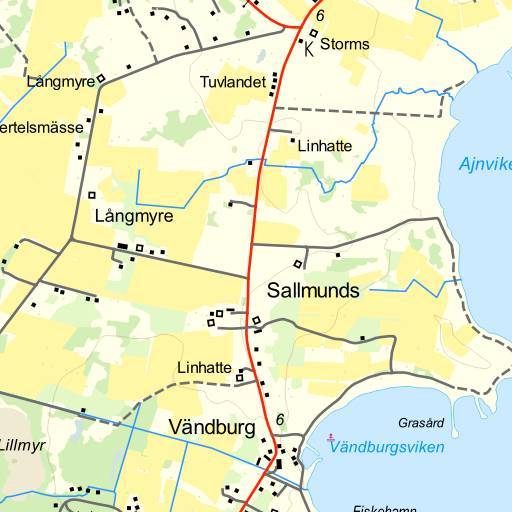 6
Storms
K
Långmyre
Tuvlandet
ertelsmässe
Linhatte
Ajnvike
Långmyre
Sallmunds
Linhatte
Vändburg
6
Grasård
Lillmyr
Vändburgsviken
Fiskehamn